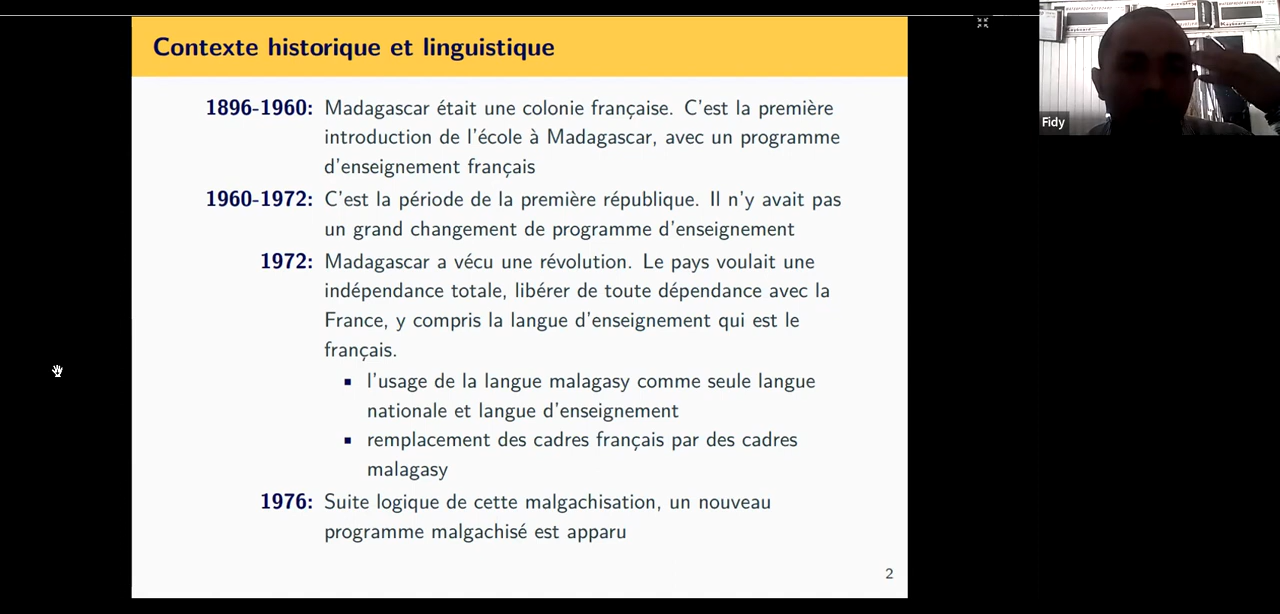 Contexte historique et linguistique
1896-1960: Madagascar était une colonie française. C'est la première
introduction de l'école à Madagascar, avec un programme
d'enseignement français
1960-1972: C'est la période de la première république. Il n'y avait pas
un grand changement de programme d'enseignement
1972: Madagascar a vécu une révolution. Le pays voulait une
indépendance totale, libérer de toute dépendance avec la
France, y compris la langue d'enseignement qui est le
français.
▪ l'usage de la langue malagasy comme seule langue
nationale et langue d'enseignement
▪ remplacement des cadres français par des cadres
malagasy
1976: Suite logique de cette malgachisation, un nouveau
programme malgachisé est apparu
2
Fidy